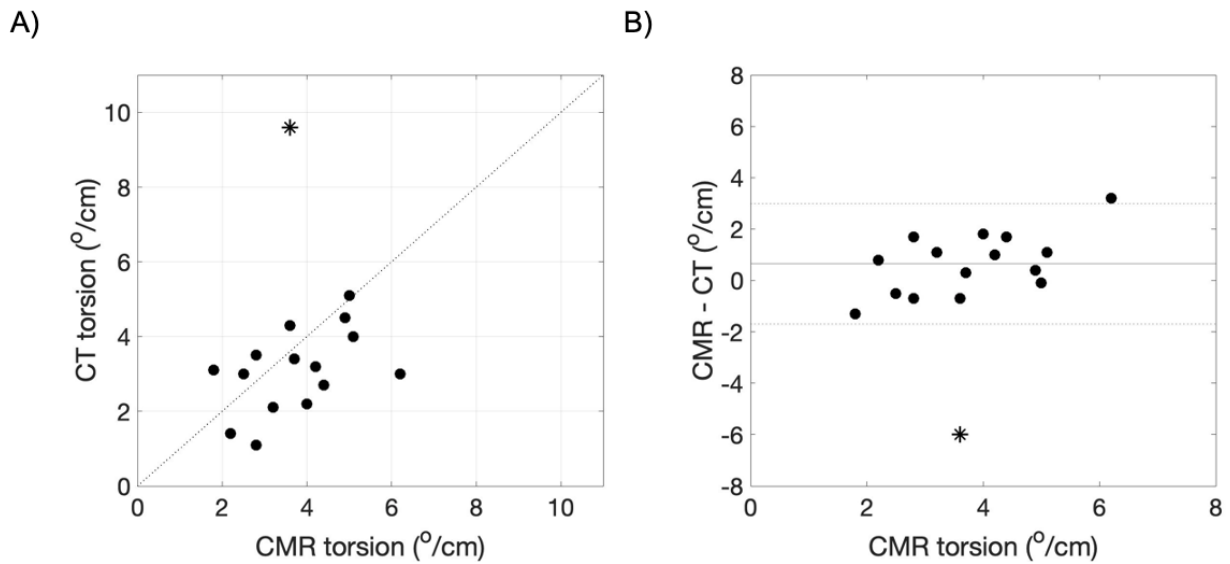 A)
B)
10
8
6
4
2
0
CT torsion (°/cm)
0 2 4 6 8 10
CMR torsion (°/cm)
8
6
4
2
0
-2
-4
-6
-8
CMR - CT (°/cm)
0 2 4 6 8
CMR torsion (°/cm)